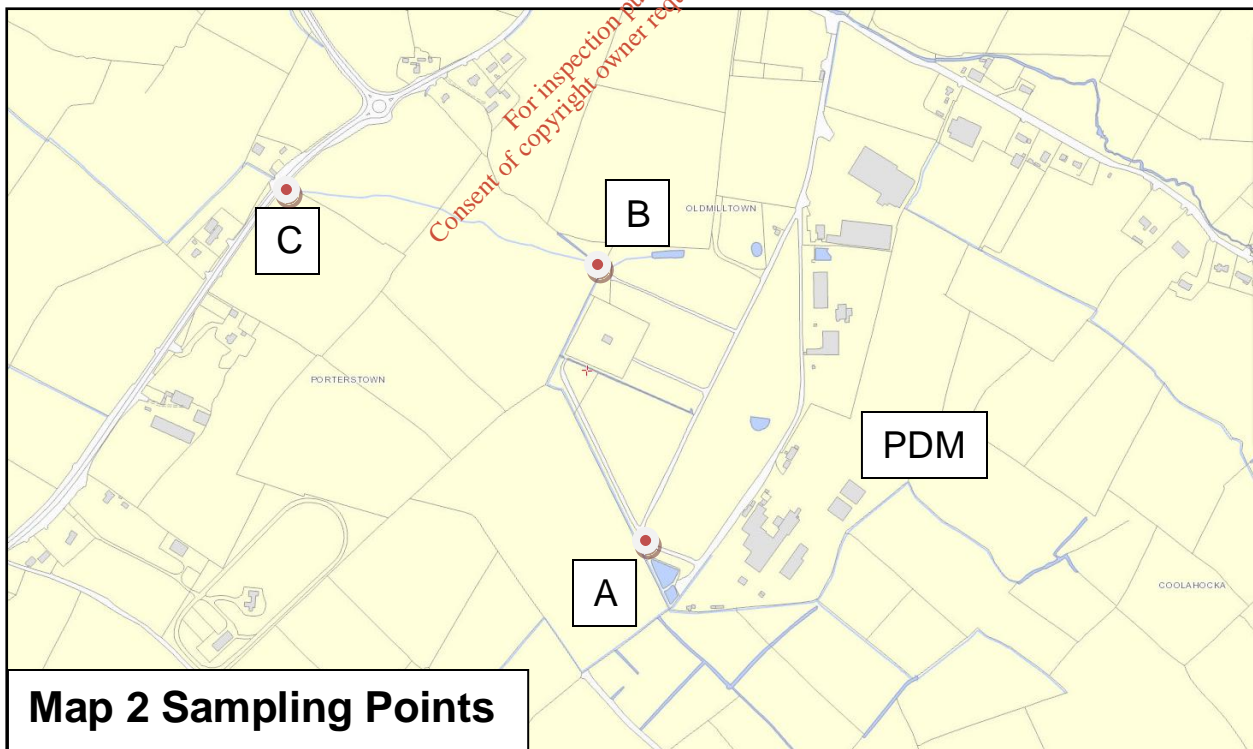 For inspection pu
Consent of copyright owner requ
B
OLDMILLTOWN
C
PORTERSTOWN
PDM
A
COOLAHOCKA
Map 2 Sampling Points